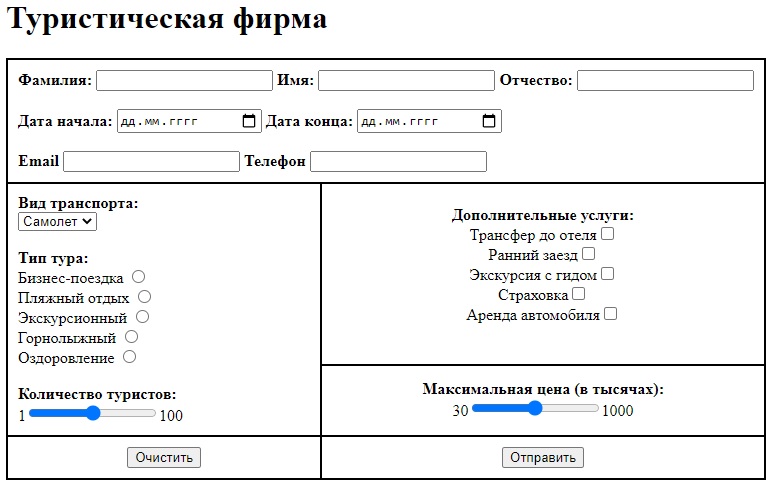 Туристическая фирма
Фамилия: Имя: Отчество:
Дата начала: дд.мм.гггг Дата конца: дд.мм.гггг
Email Телефон
Вид транспорта:
Самолет
Тип тура:
Бизнес-поездка
Пляжный отдых
Экскурсионный
Горнолыжный
Оздоровление
Количество туристов:
1 100
Дополнительные услуги:
Трансфер до отеля
Ранний заезд
Экскурсия с гидом
Страховка
Аренда автомобиля
Максимальная цена (в тысячах):
30 1000
Очистить
Отправить